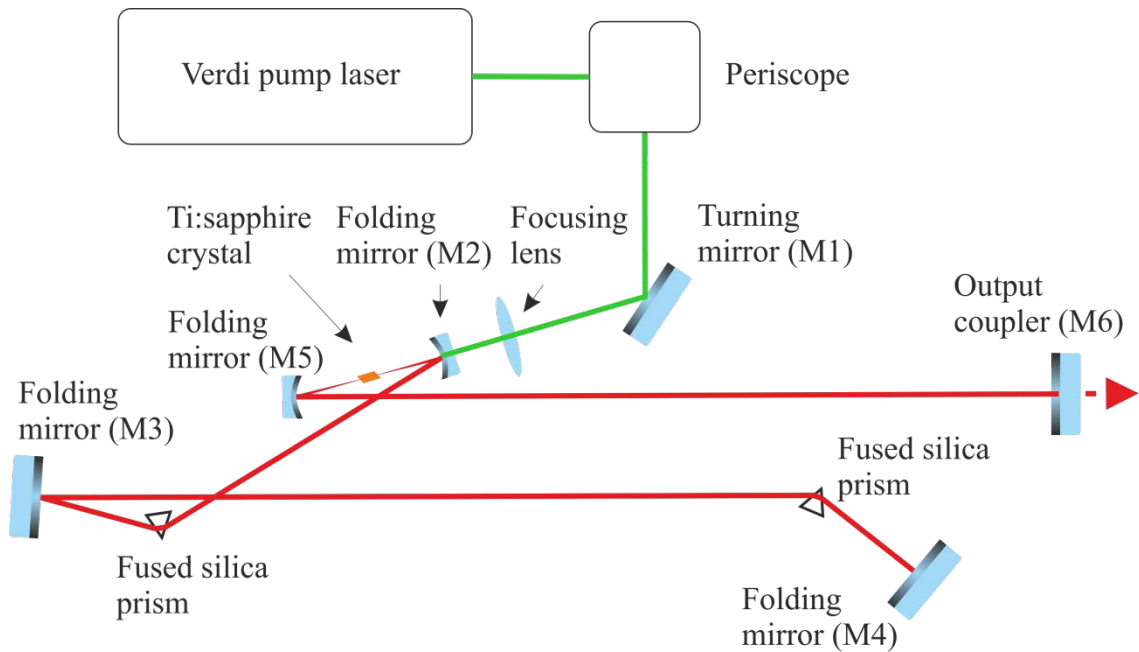 Verdi pump laser
Periscope
Ti:sapphire
crystal
Folding
mirror (M2)
Focusing
lens
Turning
mirror (M1)
Output
coupler (M6)
Folding
mirror (M5)
Folding
mirror (M3)
Fused silica
prism
Fused silica
prism
Folding
mirror (M4)